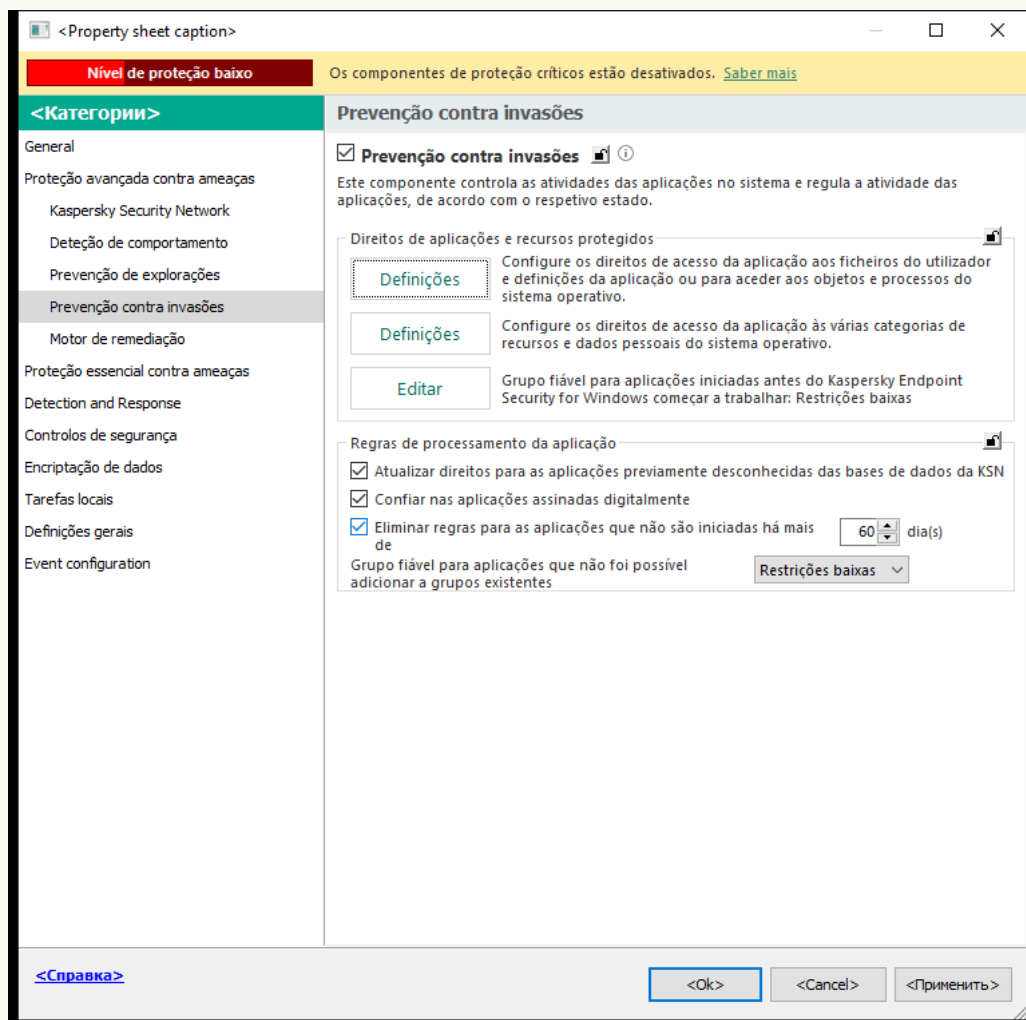 <Property sheet caption>
Nível de proteção baixo
Os componentes de proteção críticos estão desativados. Saber mais
<Категории>
General
Proteção avançada contra ameaças
Kaspersky Security Network
Deteção de comportamento
Prevenção de explorações
Prevenção contra invasões
Motor de remediação
Proteção essencial contra ameaças
Detection and Response
Controlos de segurança
Encriptação de dados
Tarefas locais
Definições gerais
Event configuration
Prevenção contra invasões
Prevenção contra invasões
Este componente controla as atividades das aplicações no sistema e regula a atividade das
aplicações, de acordo com o respetivo estado.
Direitos de aplicações e recursos protegidos
Definições
Configure os direitos de acesso da aplicação aos ficheiros do utilizador
e definições da aplicação ou para aceder aos objetos e processos do
sistema operativo.
Definições
Configure os direitos de acesso da aplicação às várias categorias de
recursos e dados pessoais do sistema operativo.
Editar
Grupo fiável para aplicações iniciadas antes do Kaspersky Endpoint
Security for Windows começar a trabalhar: Restrições baixas
Regras de processamento da aplicação
Atualizar direitos para as aplicações previamente desconhecidas das bases de dados da KSN
Confiar nas aplicações assinadas digitalmente
Eliminar regras para as aplicações que não são iniciadas há mais
de
60 dia(s)
Grupo fiável para aplicações que não foi possível
adicionar a grupos existentes
Restrições baixas
<Справка>
<Ok>
<Cancel>
<Применить>